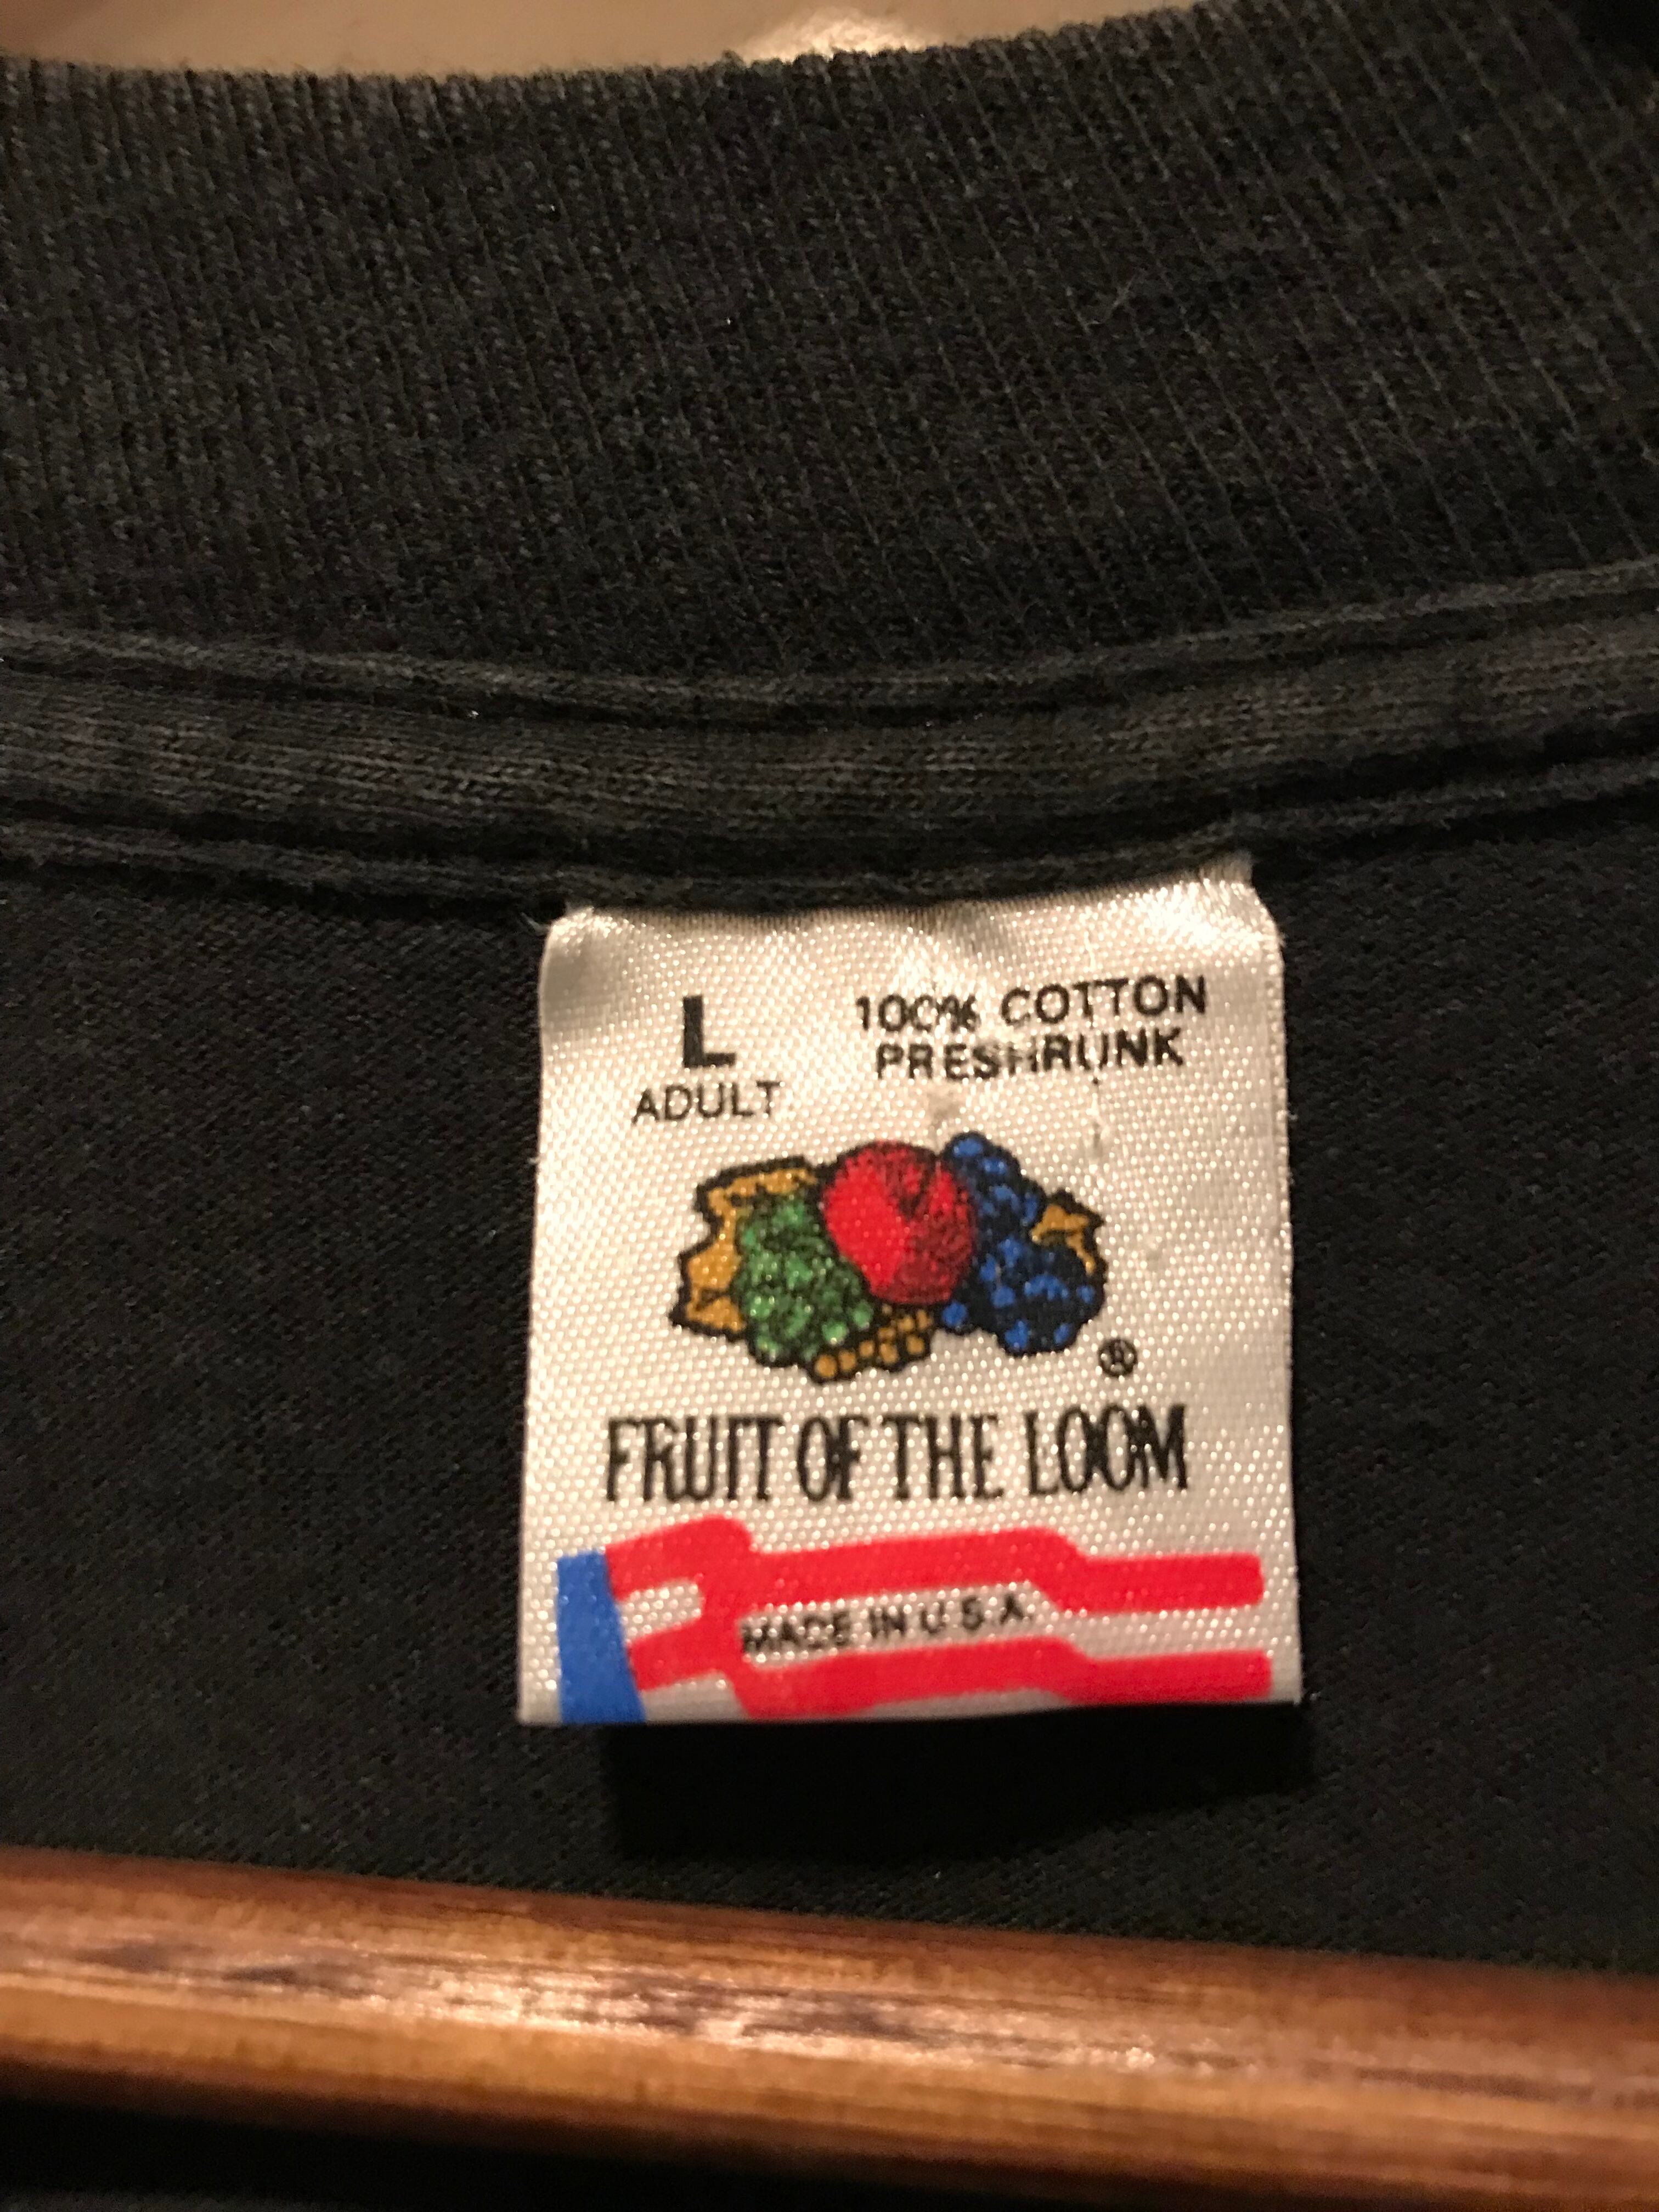 L
ADULT
100% COTTON
PRESHRUNK
®
FRUIT OF THE LOOM
MADE IN U.S.A.